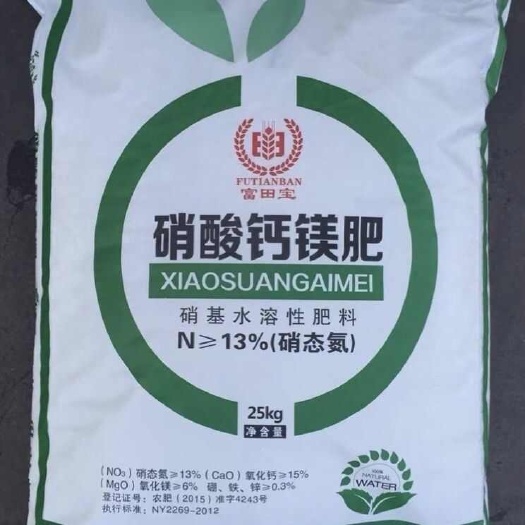 FUTIANBAN
富田宝
硝酸钙镁肥
XIAOSUANGAIMEI
硝基水溶性肥料
N≥13%(硝态氮)
25kg
净含量
(NO₃) 硝态氮≥13% (CaO) 氧化钙≥15%
(MgO) 氧化镁≥6% 硼、铁、锌≥0.3%
登记证号: 农肥 (2015) 准字4243号
执行标准: NY2269-2012
100%
NATURAL
WATER